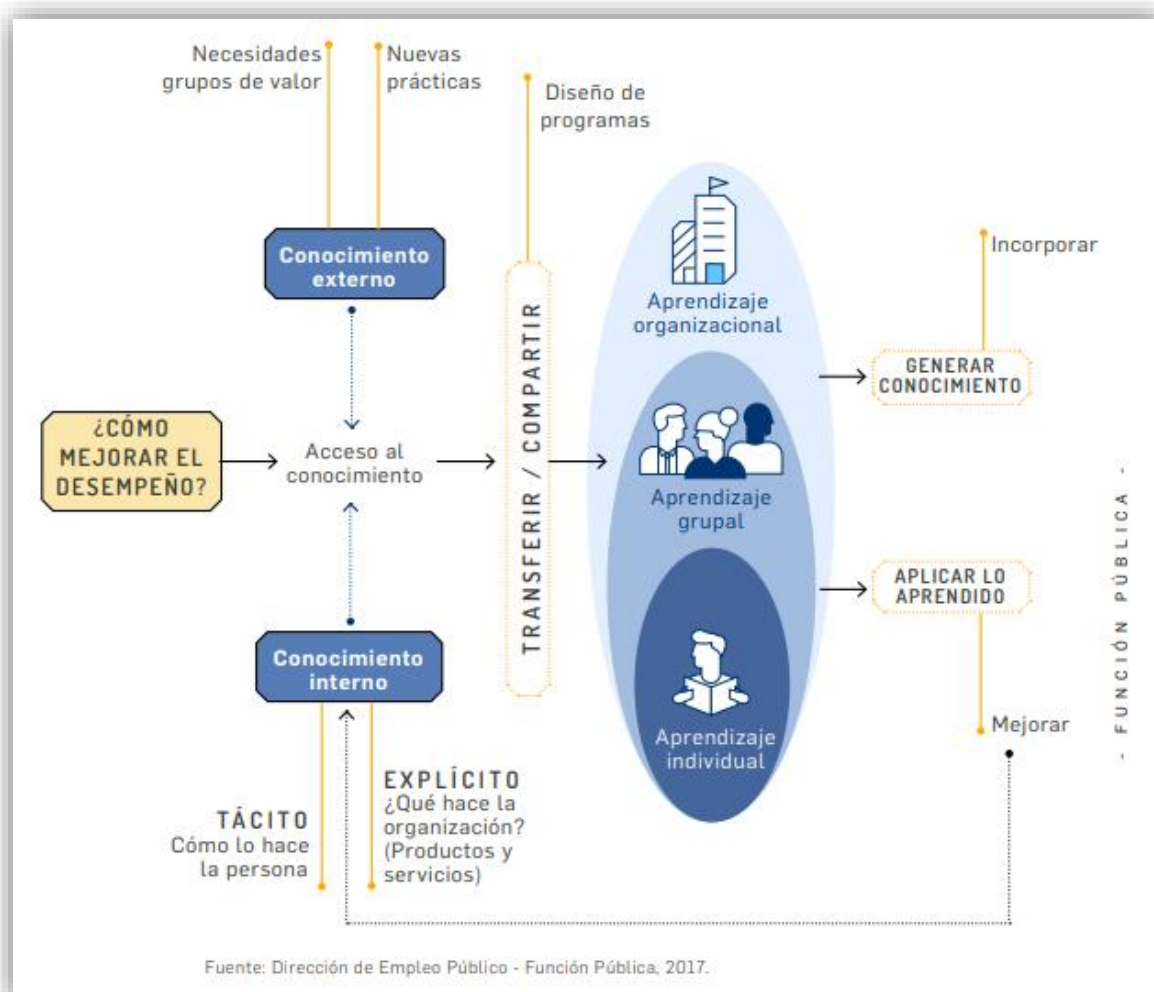 Necesidades
grupos de valor
Nuevas
prácticas
Diseño de
programas
Conocimiento
externo
Aprendizaje
organizacional
Incorporar
TRANSFERIR / COMPARTIR
GENERAR
CONOCIMIENTO
¿CÓMO
MEJORAR EL
DESEMPEÑO?
Acceso al
conocimiento
Aprendizaje
grupal
APLICAR LO
APRENDIDO
Conocimiento
interno
Aprendizaje
individual
Mejorar
- FUNCIÓN PÚBLICA -
TÁCITO
Cómo lo hace
la persona
EXPLÍCITO
¿Qué hace la
organización?
(Productos y
servicios)
Fuente: Dirección de Empleo Público - Función Pública, 2017.